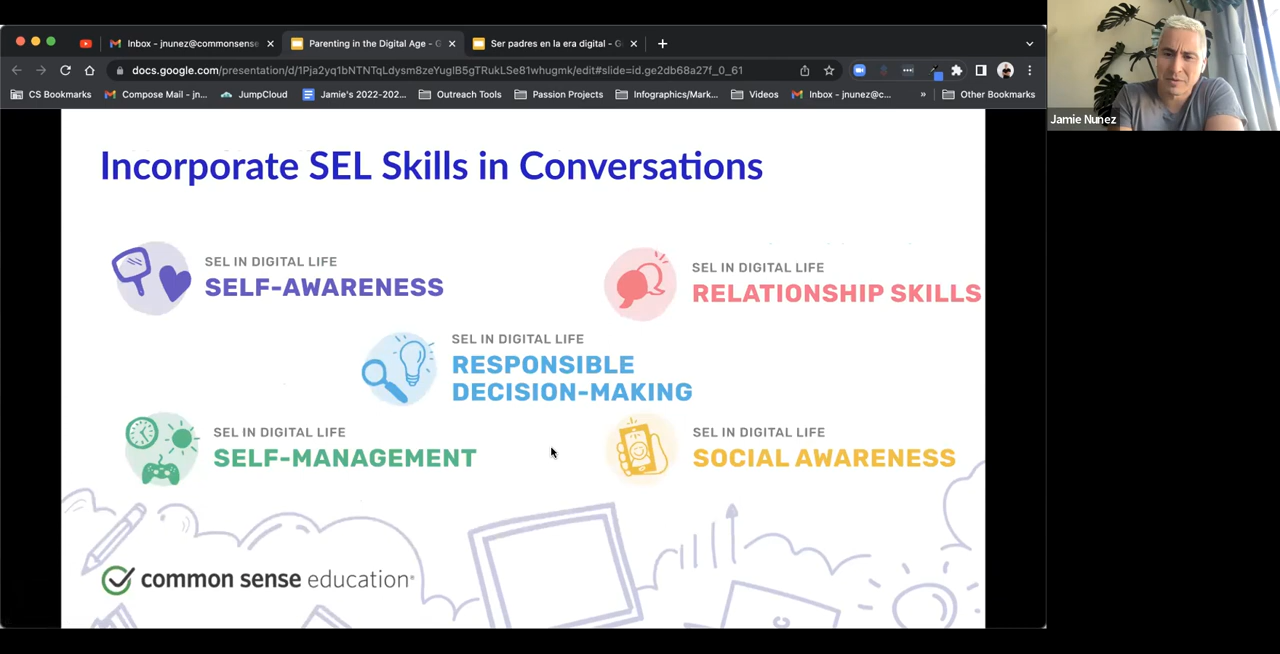 Inbox - jnunez@commonsense
Parenting in the Digital Age - G
Ser padres en la era digital - G
docs.google.com/presentation/d/1Pja2yq1bNTNTqLdysm8zeYugIB5gTRukLSe81whugmk/edit#slide=id.ge2db68a27f_0_61
CS Bookmarks
Compose Mail - jn...
JumpCloud
Jamie's 2022-202...
Outreach Tools
Passion Projects
Infographics/Mark...
Videos
Inbox - jnunez@c...
»
Other Bookmarks
Jamie Nunez
Incorporate SEL Skills in Conversations
SEL IN DIGITAL LIFE
SELF-AWARENESS
SEL IN DIGITAL LIFE
RELATIONSHIP SKILLS
SEL IN DIGITAL LIFE
RESPONSIBLE
DECISION-MAKING
SEL IN DIGITAL LIFE
SELF-MANAGEMENT
SEL IN DIGITAL LIFE
SOCIAL AWARENESS
common sense education®